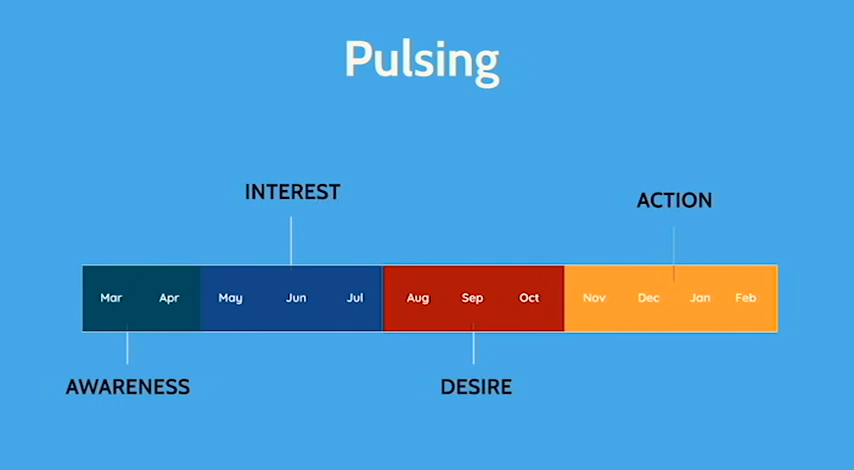 Pulsing
INTEREST
ACTION
Mar Apr May Jun Jul Aug Sep Oct Nov Dec Jan Feb
AWARENESS
DESIRE